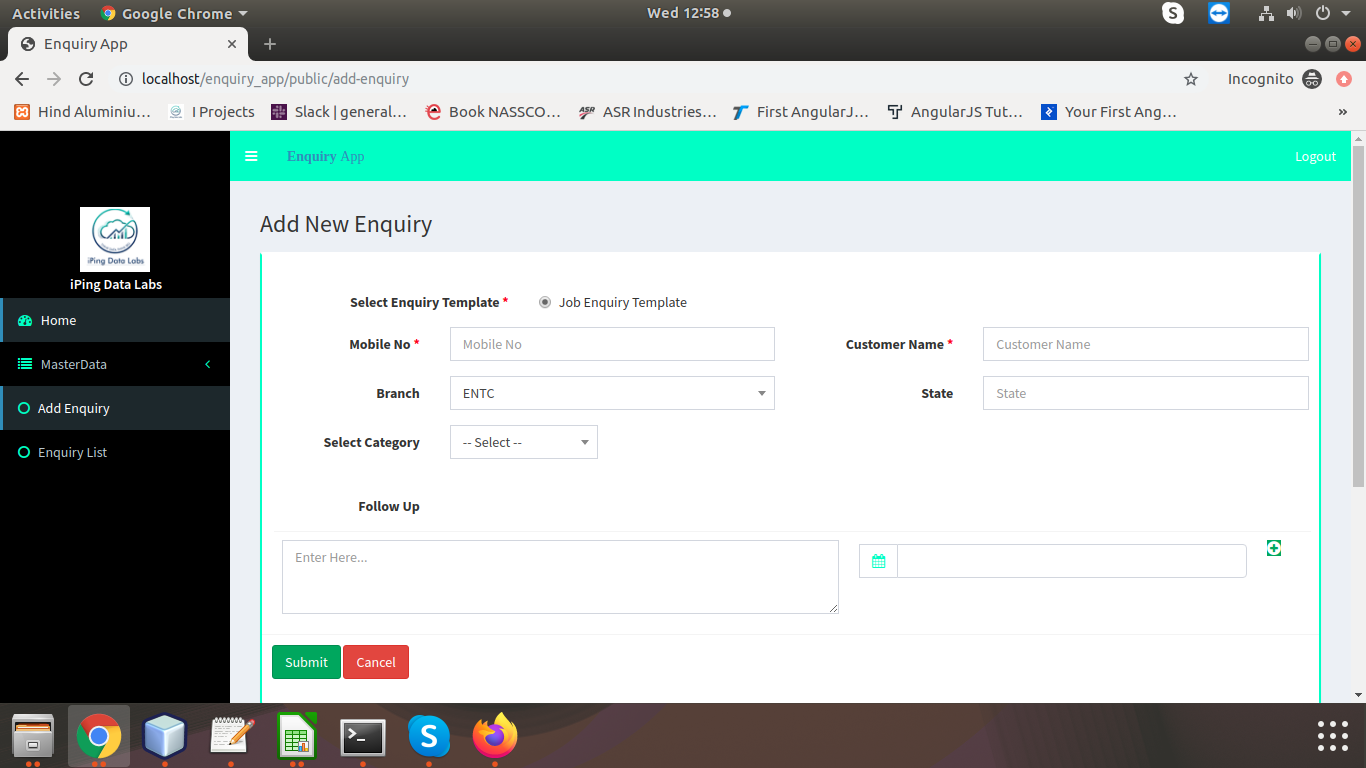 Activities Google Chrome Wed 12:58
Enquiry App
localhost/enquiry_app/public/add-enquiry Incognito
Hind Aluminiu... I Projects Slack | general... Book NASSCO... ASR ASR Industries... First AngularJ... AngularJS Tut... Your First Ang... »
Enquiry App Logout
iPing Data Labs
iPing Data Labs
Home
MasterData
Add Enquiry
Enquiry List
Add New Enquiry
Select Enquiry Template * Job Enquiry Template
Mobile No * Mobile No Customer Name * Customer Name
Branch ENTC State State
Select Category -- Select --
Follow Up
Enter Here...
Submit Cancel